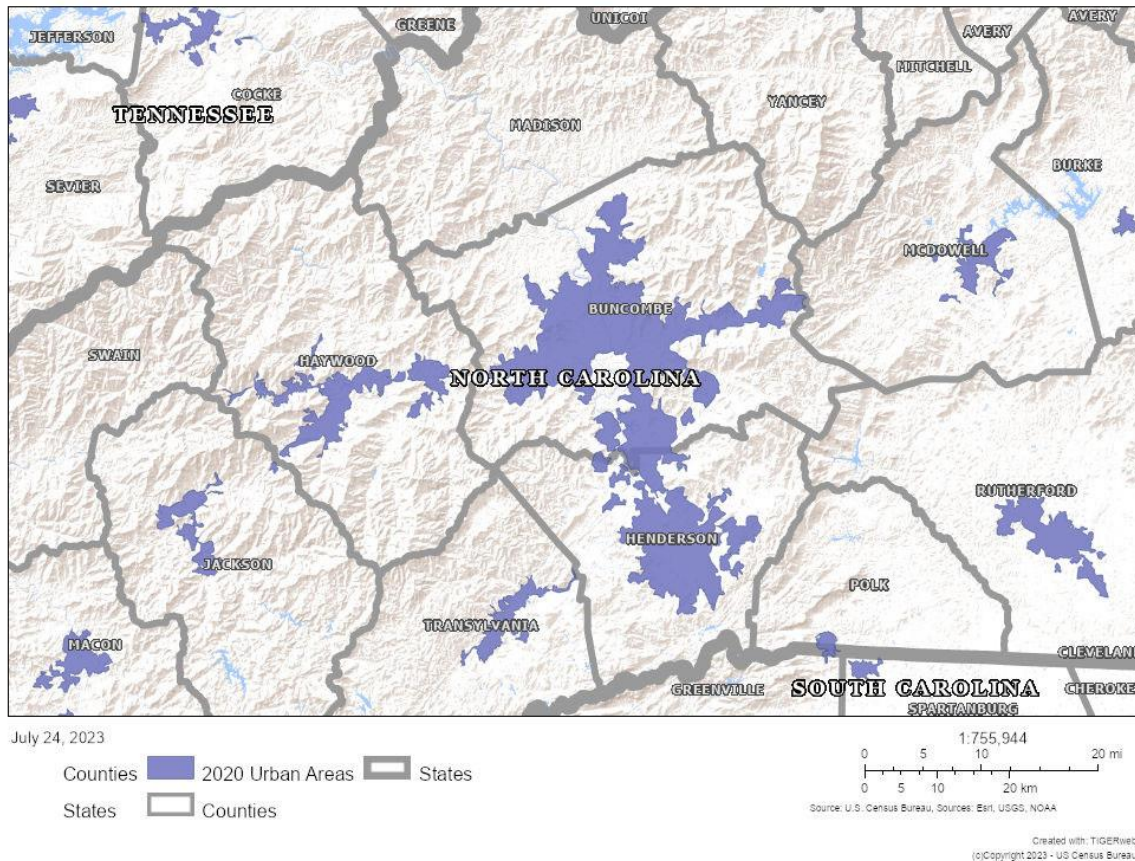 UNICOI
AVERY
GREENE
JEFFERSON
AVERY
MITCHELL
COCKE
YANCEY
TENNESSEE
MADISON
BURKE
SEVIER
MCDOWELL
BUNCOMBE
SWAIN
HAYWOOD
NORTH CAROLINA
RUTHERFORD
HENDERSON
JACKSON
POLK
TRANSYLVANIA
MACON
CLEVELAND
GREENVILLE
SOUTH CAROLINA
CHEROKE
SPARTANBURG
July 24, 2023
1:755,944
0 5 10 20 mi
0 5 10 20 km
Counties 2020 Urban Areas States
States Counties
Source: U.S. Census Bureau, Sources: Esri, USGS, NOAA
Created with: TIGERweb
(c)Copyright 2023 - US Census Bureau